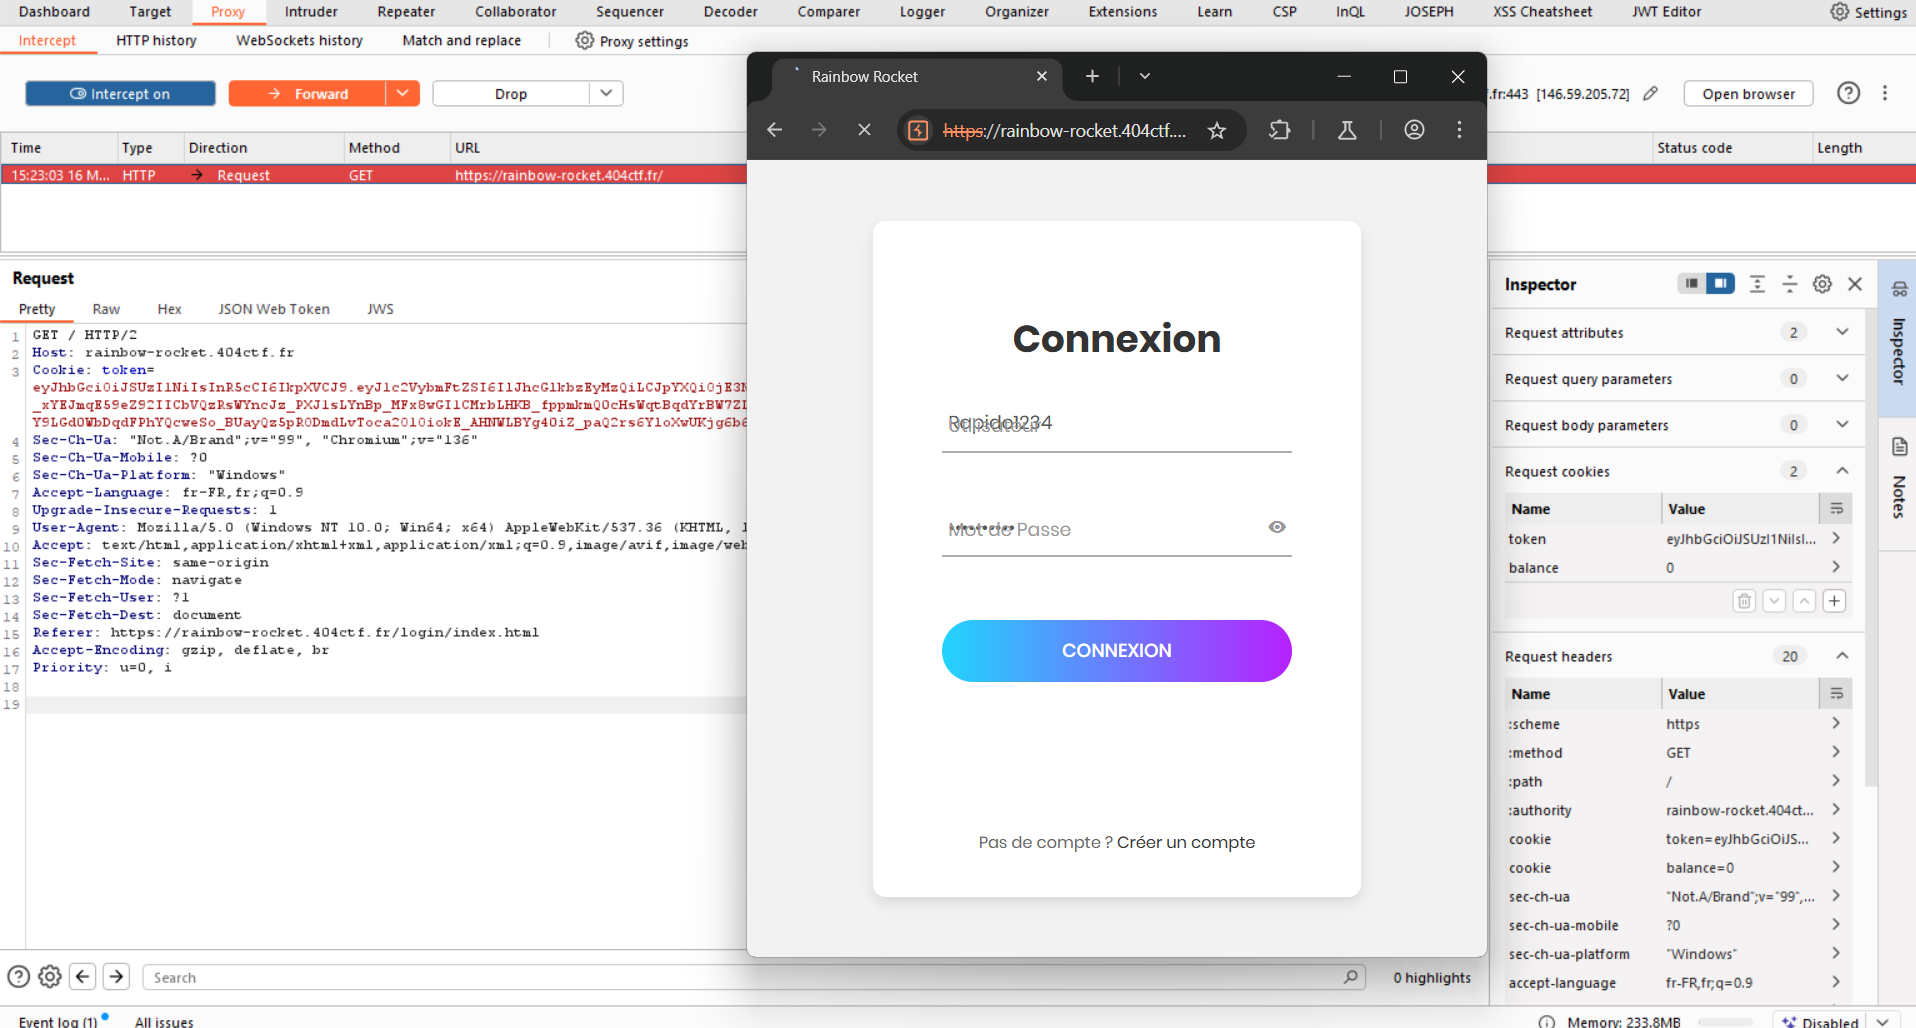 Dashboard Target Proxy Intruder Repeater Collaborator Sequencer Decoder Comparer Logger Organizer Extensions Learn CSP InQL JOSEPH XSS Cheatsheet JWT Editor Settings
Intercept HTTP history WebSockets history Match and replace Proxy settings
Intercept on Forward Drop
.fr:443 [146.59.205.72] Open browser
Time Type Direction Method URL Status code Length
15:23:03 16 M... HTTP → Request GET https://rainbow-rocket.404ctf.fr/
Request
Pretty Raw Hex JSON Web Token JWS
1 GET / HTTP/2
2 Host: rainbow-rocket.404ctf.fr
3 Cookie: token=
4 Sec-Ch-Ua: "Not.A/Brand";v="99", "Chromium";v="136"
5 Sec-Ch-Ua-Mobile: ?0
6 Sec-Ch-Ua-Platform: "Windows"
7 Accept-Language: fr-FR,fr;q=0.9
8 Upgrade-Insecure-Requests: 1
9 User-Agent: Mozilla/5.0 (Windows NT 10.0; Win64; x64) AppleWebKit/537.36 (KHTML, l
10 Accept: text/html,application/xhtml+xml,application/xml;q=0.9,image/avif,image/web
11 Sec-Fetch-Site: same-origin
12 Sec-Fetch-Mode: navigate
13 Sec-Fetch-User: ?1
14 Sec-Fetch-Dest: document
15 Referer: https://rainbow-rocket.404ctf.fr/login/index.html
16 Accept-Encoding: gzip, deflate, br
17 Priority: u=0, i
18
19
Search 0 highlights
Event log (1) All issues
Rainbow Rocket
https://rainbow-rocket.404ctf....
Connexion
Rapido1234
Utilisateur
Mot de Passe
CONNEXION
Pas de compte ? Créer un compte
Inspector
Request attributes 2
Request query parameters 0
Request body parameters 0
Request cookies 2
Name Value
token eyJhbGciOiJSUzI1NiIsI...
balance 0
Request headers 20
Name Value
:scheme https
:method GET
:path /
:authority rainbow-rocket.404ct...
cookie token=eyJhbGciOiJS...
cookie balance=0
sec-ch-ua "Not.A/Brand";v="99",...
sec-ch-ua-mobile ?0
sec-ch-ua-platform "Windows"
accept-language fr-FR,fr;q=0.9
Inspector
Notes
Memory: 233.8MB Disabled